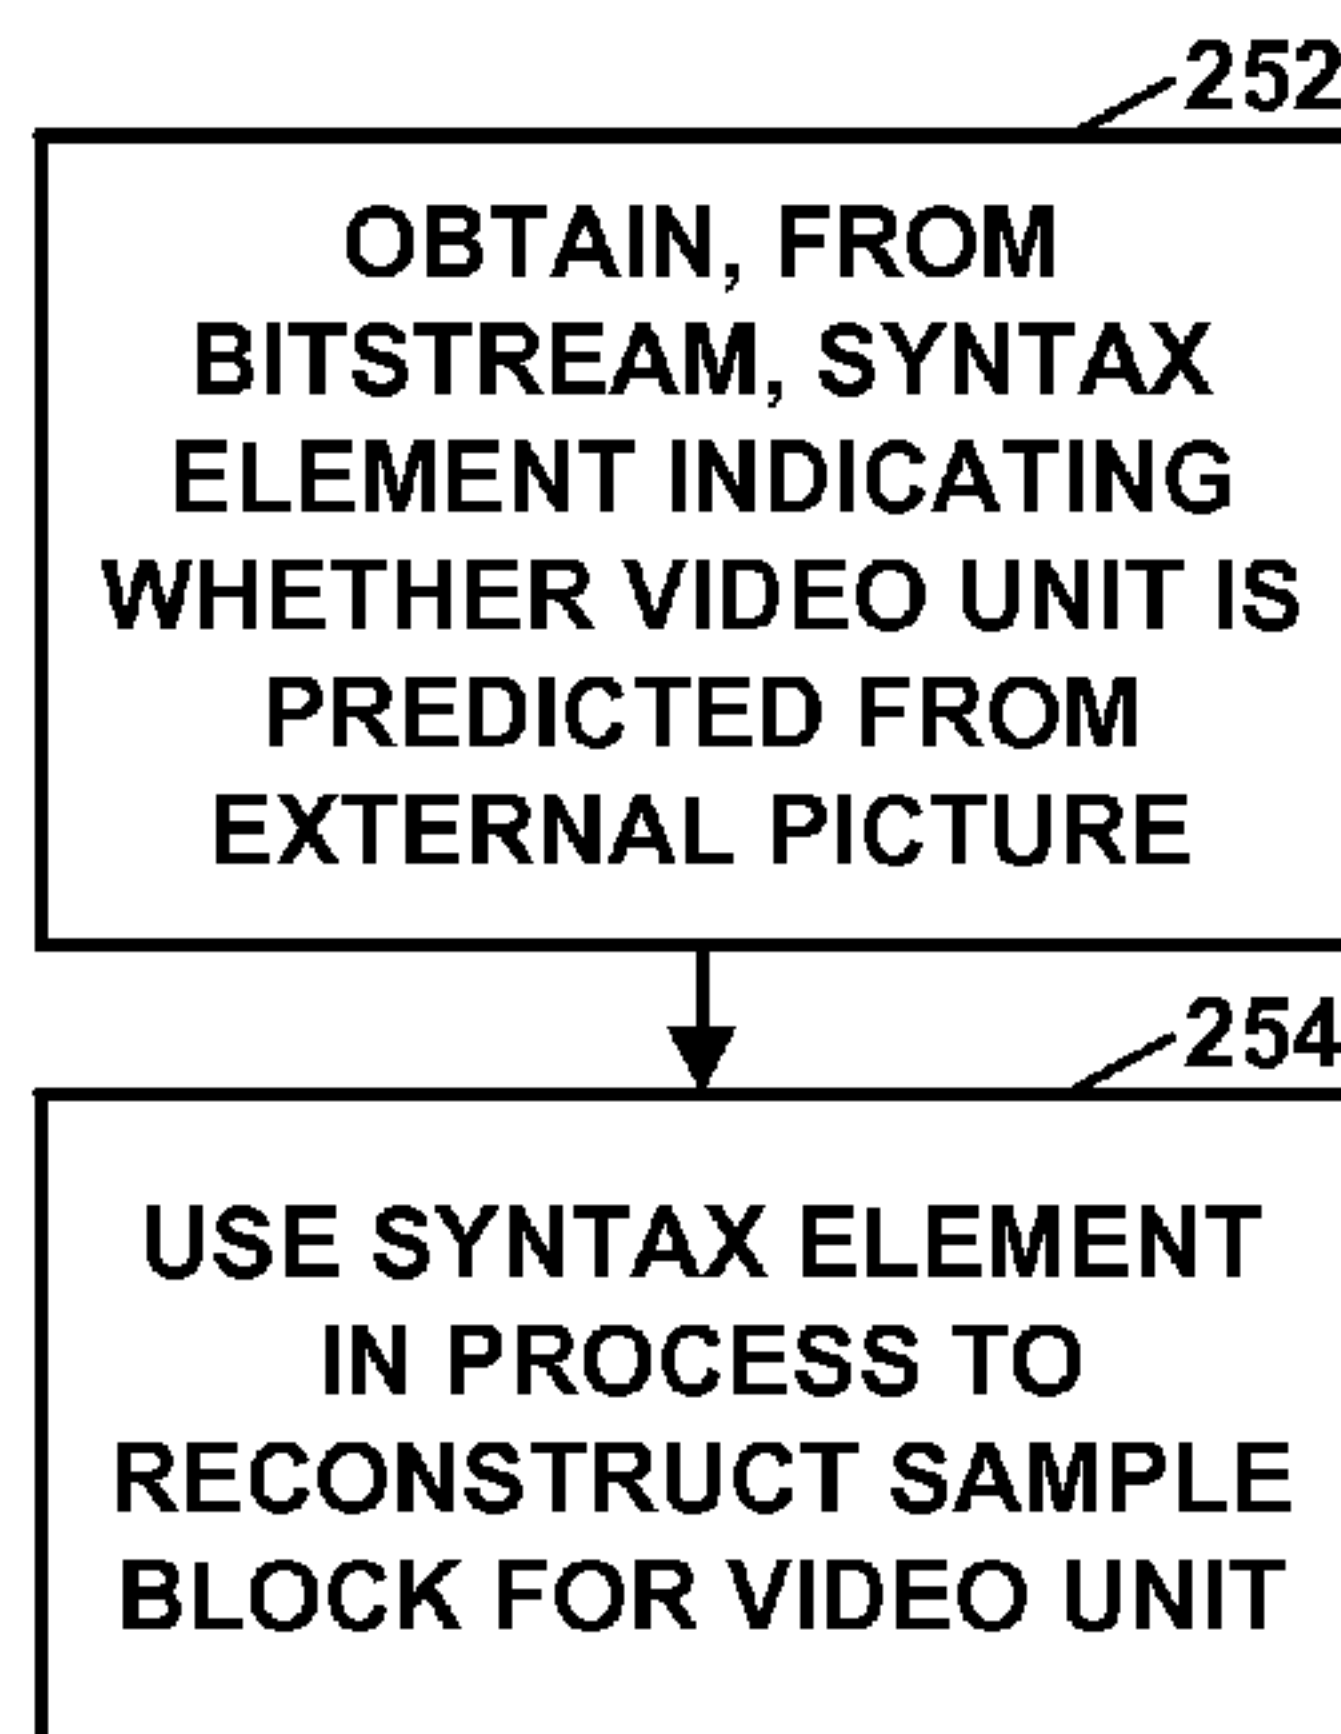 252
OBTAIN, FROM
BITSTREAM, SYNTAX
ELEMENT INDICATING
WHETHER VIDEO UNIT IS
PREDICTED FROM
EXTERNAL PICTURE
254
USE SYNTAX ELEMENT
IN PROCESS TO
RECONSTRUCT SAMPLE
BLOCK FOR VIDEO UNIT